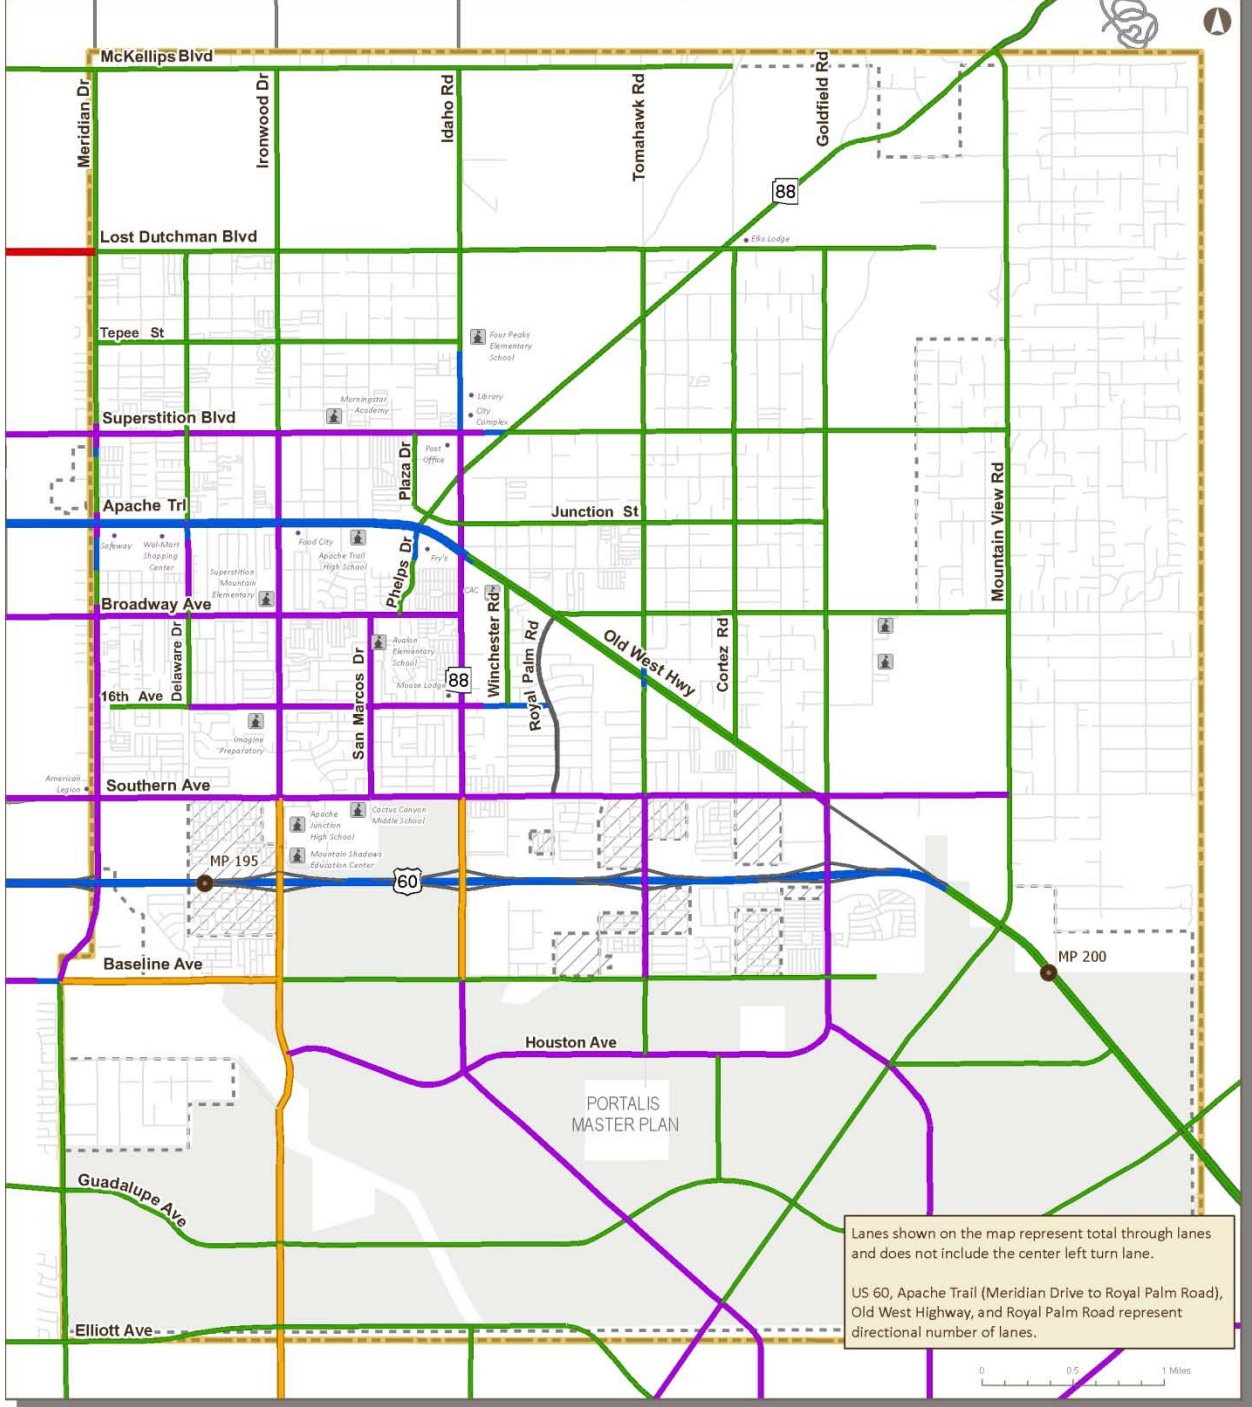 McKellips Blvd
Meridian Dr
Ironwood Dr
Idaho Rd
Tomahawk Rd
Goldfield Rd
88
Lost Dutchman Blvd
Elks Lodge
Tepee St
Four Peaks
Elementary
School
Morningstar
Academy
Library
City
Complex
Superstition Blvd
Post
Office
Plaza Dr
Mountain View Rd
Apache Trl
Junction St
Safeway
Wal-Mart
Shopping
Center
Food City
Apache Trail
High School
Fry's
Phelps Dr
Superstition
Mountain
Elementary
CAC
Broadway Ave
Winchester Rd
Royal Palm Rd
Old West Hwy
Cortez Rd
Delaware Dr
Avalon
Elementary
School
San Marcos Dr
Moose Lodge
88
16th Ave
Imagine
Preparatory
American
Legion
Southern Ave
Apache
Junction
High School
Cactus Canyon
Middle School
Mountain Shadows
Education Center
MP 195
60
Baseline Ave
MP 200
Houston Ave
PORTALIS
MASTER PLAN
Guadalupe Ave
Lanes shown on the map represent total through lanes
and does not include the center left turn lane.
US 60, Apache Trail (Meridian Drive to Royal Palm Road),
Old West Highway, and Royal Palm Road represent
directional number of lanes.
Elliott Ave
0 0.5 1 Miles